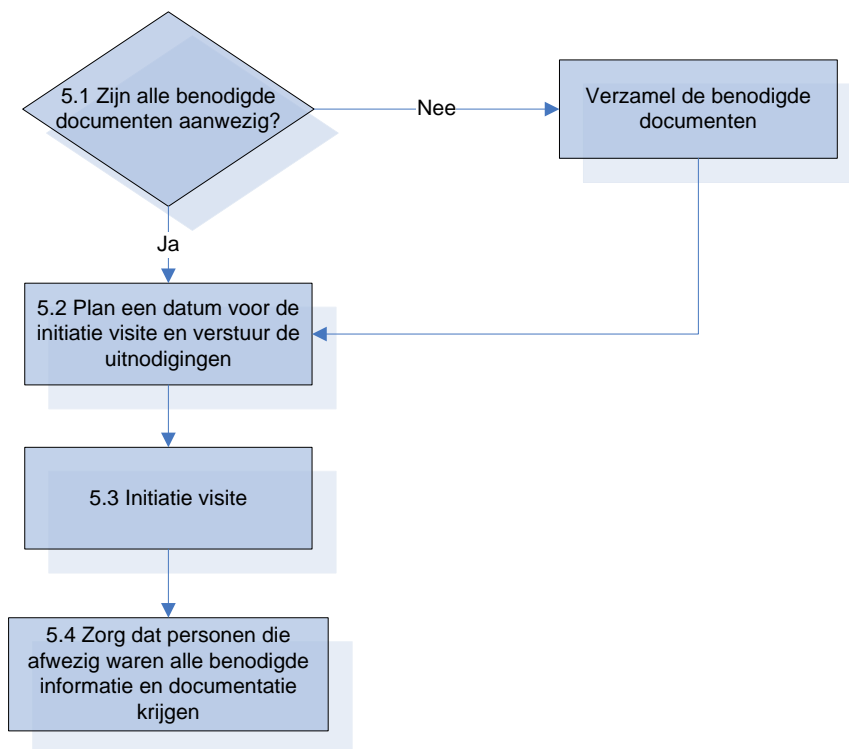 5.1 Zijn alle benodigde
documenten aanwezig?
Nee
Verzamel de benodigde
documenten
Ja
5.2 Plan een datum voor de
initiatie visite en verstuur de
uitnodigingen
5.3 Initiatie visite
5.4 Zorg dat personen die
afwezig waren alle benodigde
informatie en documentatie
krijgen